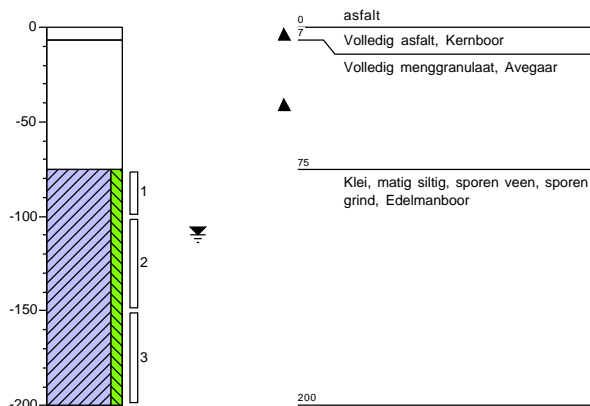 0
-50
-100
-150
-200
1
2
3
0
asfalt
7
Volledig asfalt, Kernboor
Volledig menggranulaat, Avegaar
75
Klei, matig siltig, sporen veen, sporen
grind, Edelmanboor
200